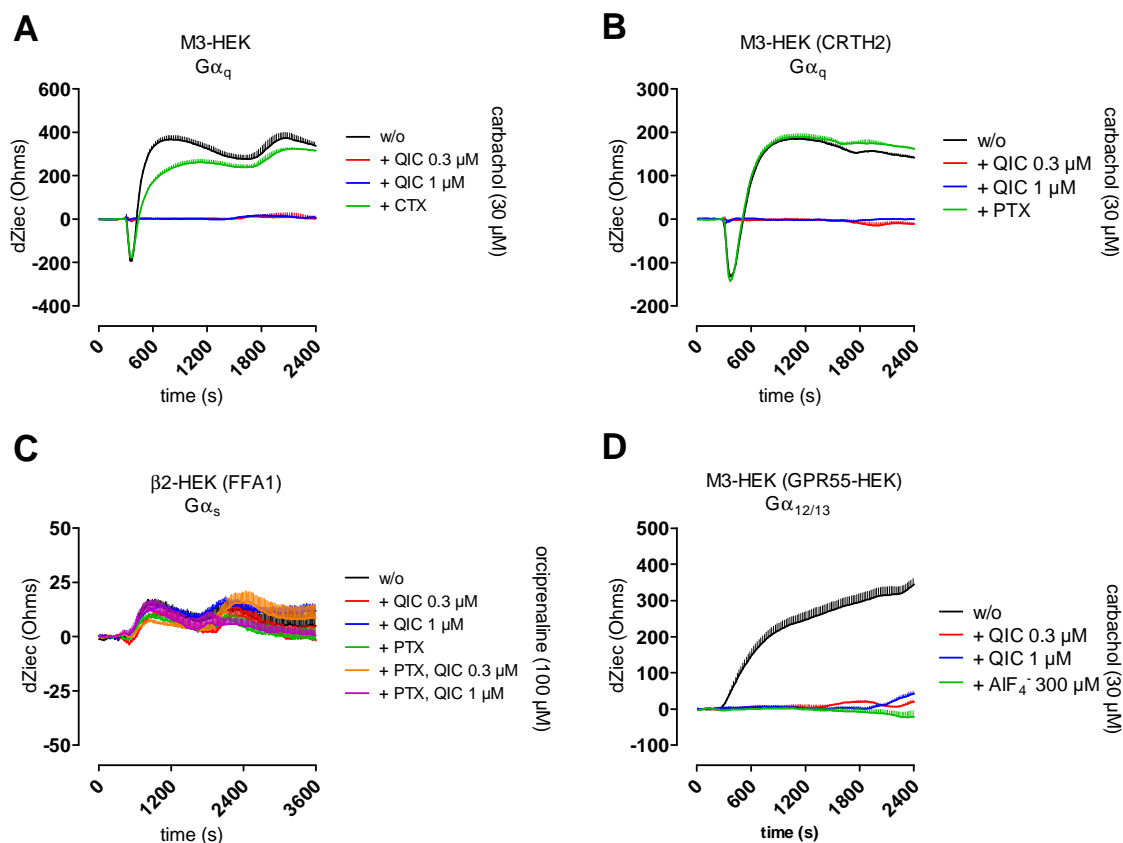 A
M3-HEK
Gαq
600
400
200
0
-200
-400
dZiec (Ohms)
0
600
1200
1800
2400
time (s)
w/o
+ QIC 0.3 µM
+ QIC 1 µM
+ CTX
carbachol (30 µM)
B
M3-HEK (CRTH2)
Gαq
300
200
100
0
-100
-200
dZiec (Ohms)
0
600
1200
1800
2400
time (s)
w/o
+ QIC 0.3 µM
+ QIC 1 µM
+ PTX
carbachol (30 µM)
C
β2-HEK (FFA1)
Gαs
50
25
0
-25
-50
dZiec (Ohms)
0
1200
2400
3600
time (s)
w/o
+ QIC 0.3 µM
+ QIC 1 µM
+ PTX
+ PTX, QIC 0.3 µM
+ PTX, QIC 1 µM
orciprenaline (100 µM)
D
M3-HEK (GPR55-HEK)
Gα12/13
500
400
300
200
100
0
-100
dZiec (Ohms)
0
600
1200
1800
2400
time (s)
w/o
+ QIC 0.3 µM
+ QIC 1 µM
+ AlF4- 300 µM
carbachol (30 µM)